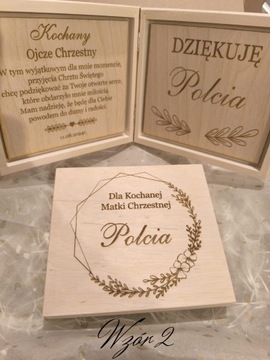 Kochany
Ojcze Chrzestny
W tym wyjątkowym dla mnie momencie,
przyjęcia Chrztu Świętego
chcę podziękować za Twoje otwarte serce,
które obdarzyło mnie miłością.
Mam nadzieję, że będę dla Ciebie
powodem do dumy i radości.
DZIĘKUJĘ
Polcia
Dla Kochanej
Matki Chrzestnej
Polcia
Wzór 2